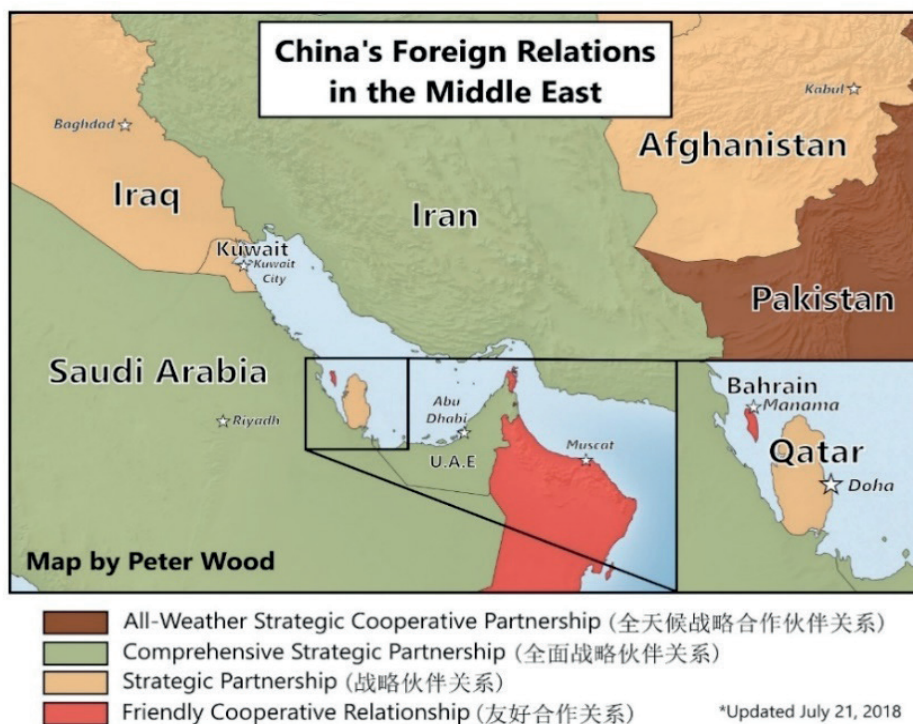 China's Foreign Relations
in the Middle East
Kabul
Baghdad
Afghanistan
Iraq
Iran
Kuwait
Kuwait
City
Pakistan
Saudi Arabia
Bahrain
Manama
Abu
Dhabi
Riyadh
Muscat
Qatar
U.A.E
Doha
Map by Peter Wood
All-Weather Strategic Cooperative Partnership (全天候战略合作伙伴关系)
Comprehensive Strategic Partnership (全面战略伙伴关系)
Strategic Partnership (战略伙伴关系)
Friendly Cooperative Relationship (友好合作关系)
*Updated July 21, 2018